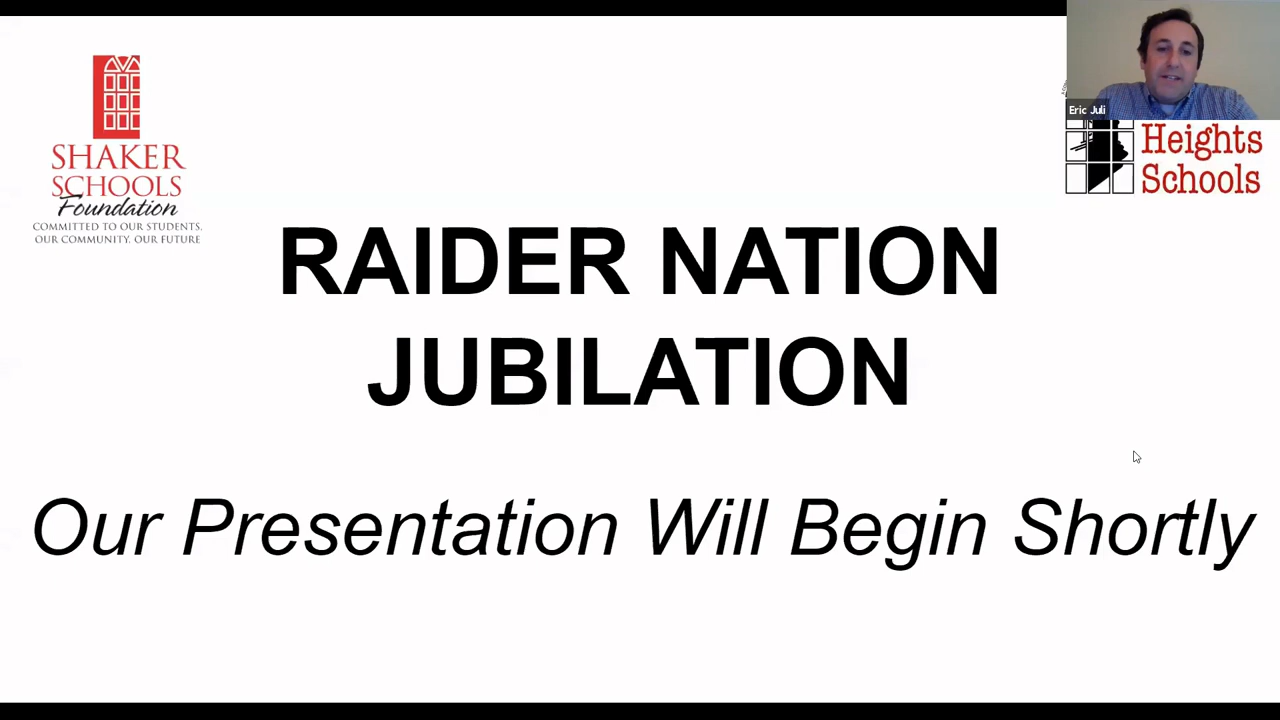 SHAKER
SCHOOLS
Foundation
COMMITTED TO OUR STUDENTS,
OUR COMMUNITY, OUR FUTURE
Eric Juli
Heights
Schools
RAIDER NATION
JUBILATION
Our Presentation Will Begin Shortly